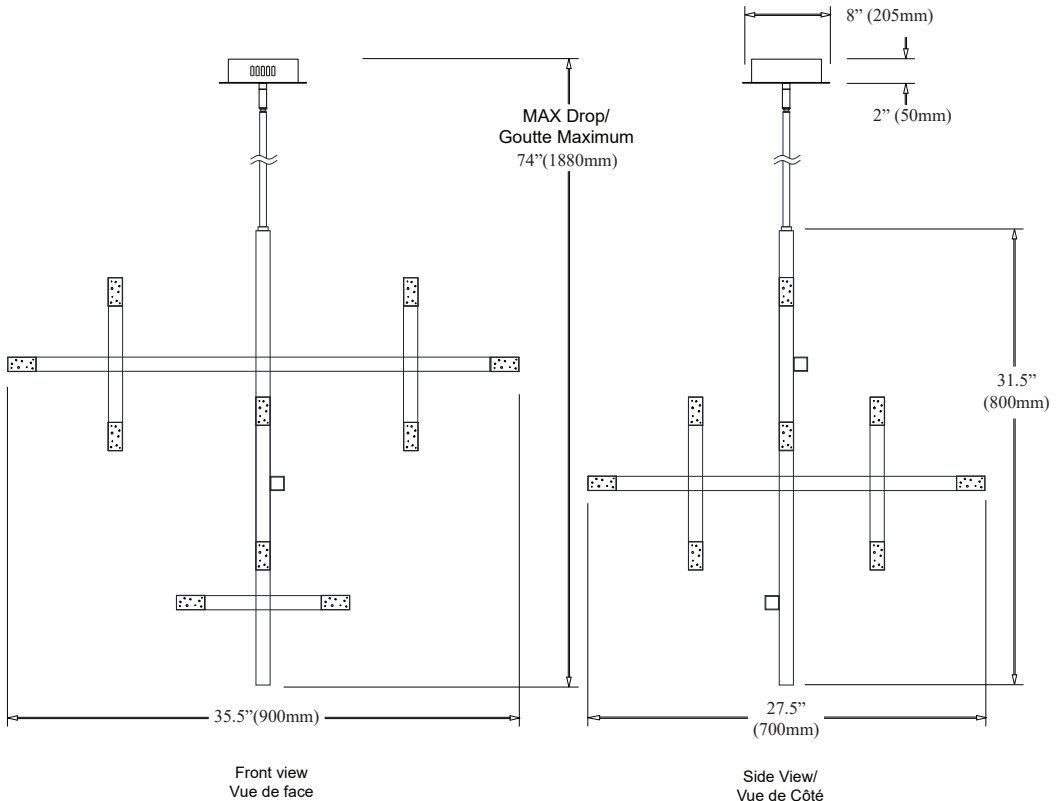 8” (205mm)
2” (50mm)
MAX Drop/
Goutte Maximum
74”(1880mm)
31.5”
(800mm)
35.5”(900mm)
27.5”
(700mm)
Front view
Vue de face
Side View/
Vue de Côté